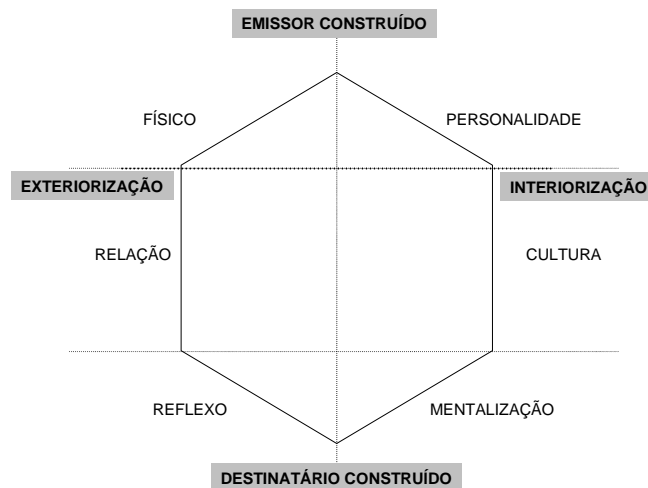 EMISSOR CONSTRUÍDO
FÍSICO
PERSONALIDADE
EXTERIORIZAÇÃO
INTERIORIZAÇÃO
RELAÇÃO
CULTURA
REFLEXO
MENTALIZAÇÃO
DESTINATÁRIO CONSTRUÍDO